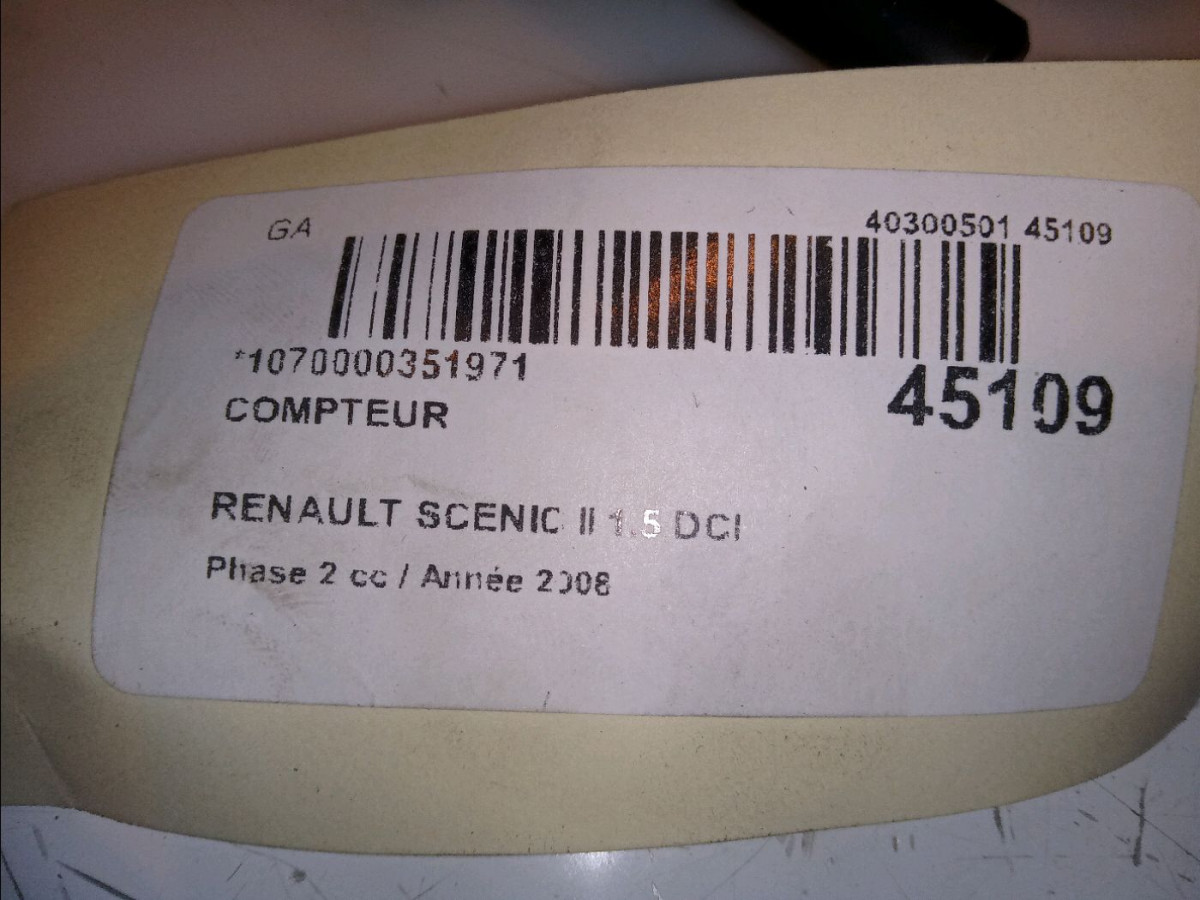 GA
40300501 45109
*1070000351971
45109
COMPTEUR
RENAULT SCENIC II 1.5 DCI
Phase 2 cc / Année 2008